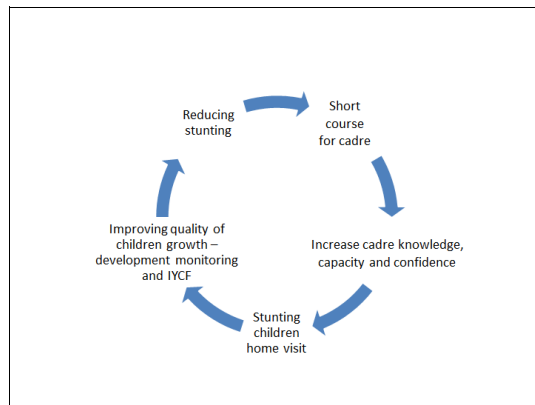 Reducing
stunting
Short
course
for cadre
Increase cadre knowledge,
capacity and confidence
Stunting
children
home visit
Improving quality of
children growth –
development monitoring
and IYCF